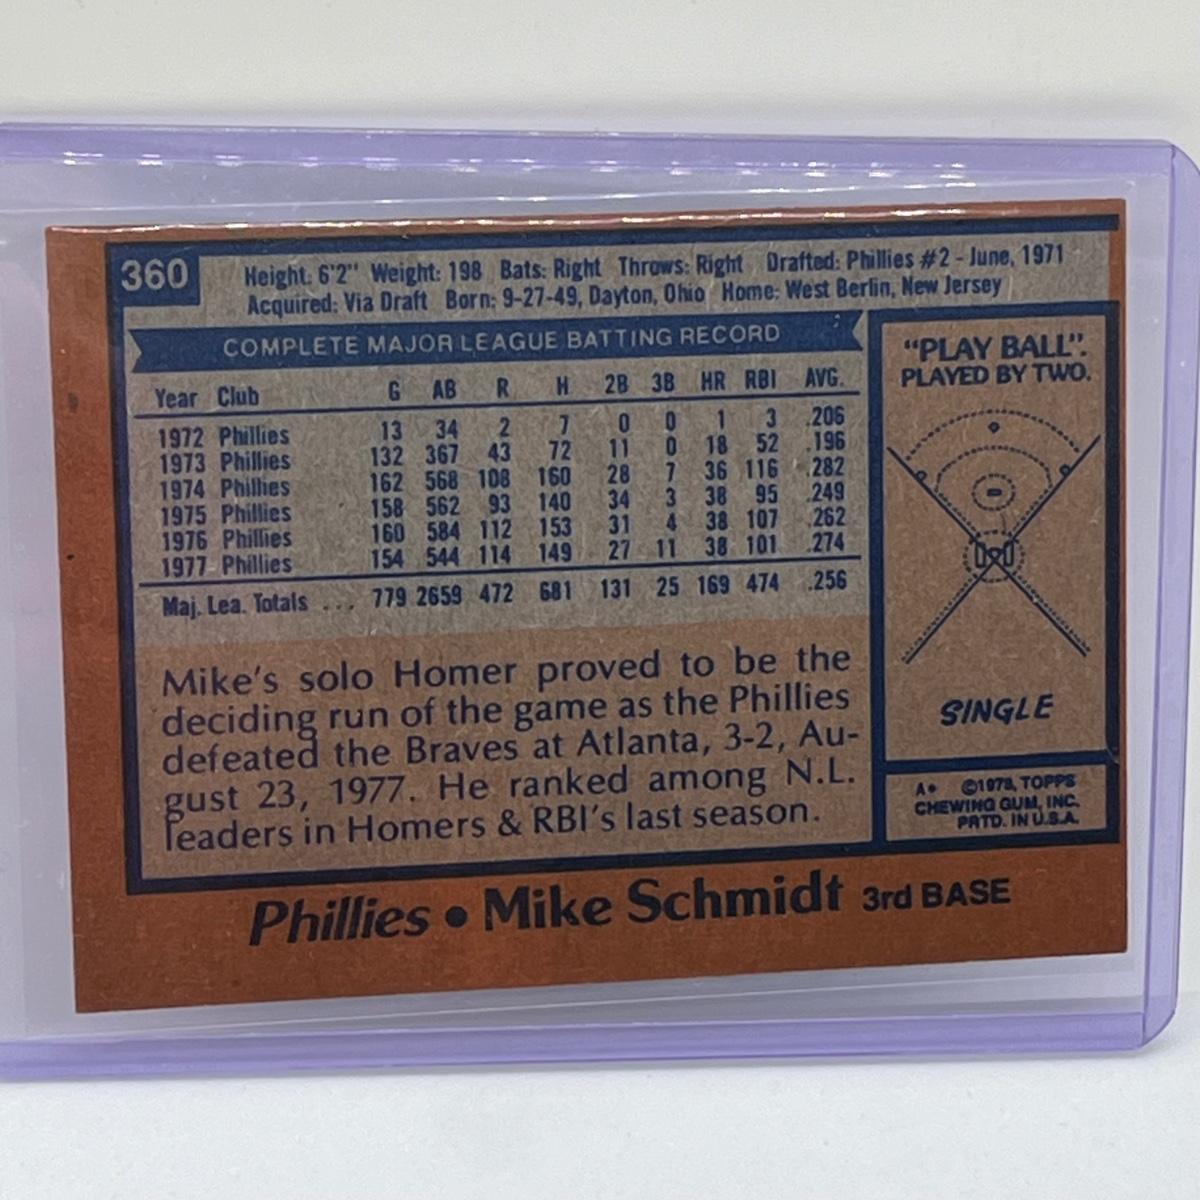 360
Height: 6'2" Weight: 198 Bats: Right Throws: Right Drafted: Phillies #2 - June, 1971
Acquired: Via Draft Born: 9-27-49, Dayton, Ohio Home: West Berlin, New Jersey
COMPLETE MAJOR LEAGUE BATTING RECORD
Year Club G AB R H 2B 3B HR RBI AVG.
1972 Phillies 13 34 2 7 0 0 1 3 .206
1973 Phillies 132 367 43 72 11 0 18 52 .196
1974 Phillies 162 568 108 160 28 7 36 116 .282
1975 Phillies 158 562 93 140 34 3 38 95 .249
1976 Phillies 160 584 112 153 31 4 38 107 .262
1977 Phillies 154 544 114 149 27 11 38 101 .274
Maj. Lea. Totals ... 779 2659 472 681 131 25 169 474 .256
Mike's solo Homer proved to be the
deciding run of the game as the Phillies
defeated the Braves at Atlanta, 3-2, Au-
gust 23, 1977. He ranked among N.L.
leaders in Homers & RBI's last season.
"PLAY BALL".
PLAYED BY TWO.
SINGLE
A* ©1978, TOPPS
CHEWING GUM, INC.
PRTD. IN U.S.A.
Phillies • Mike Schmidt 3rd BASE